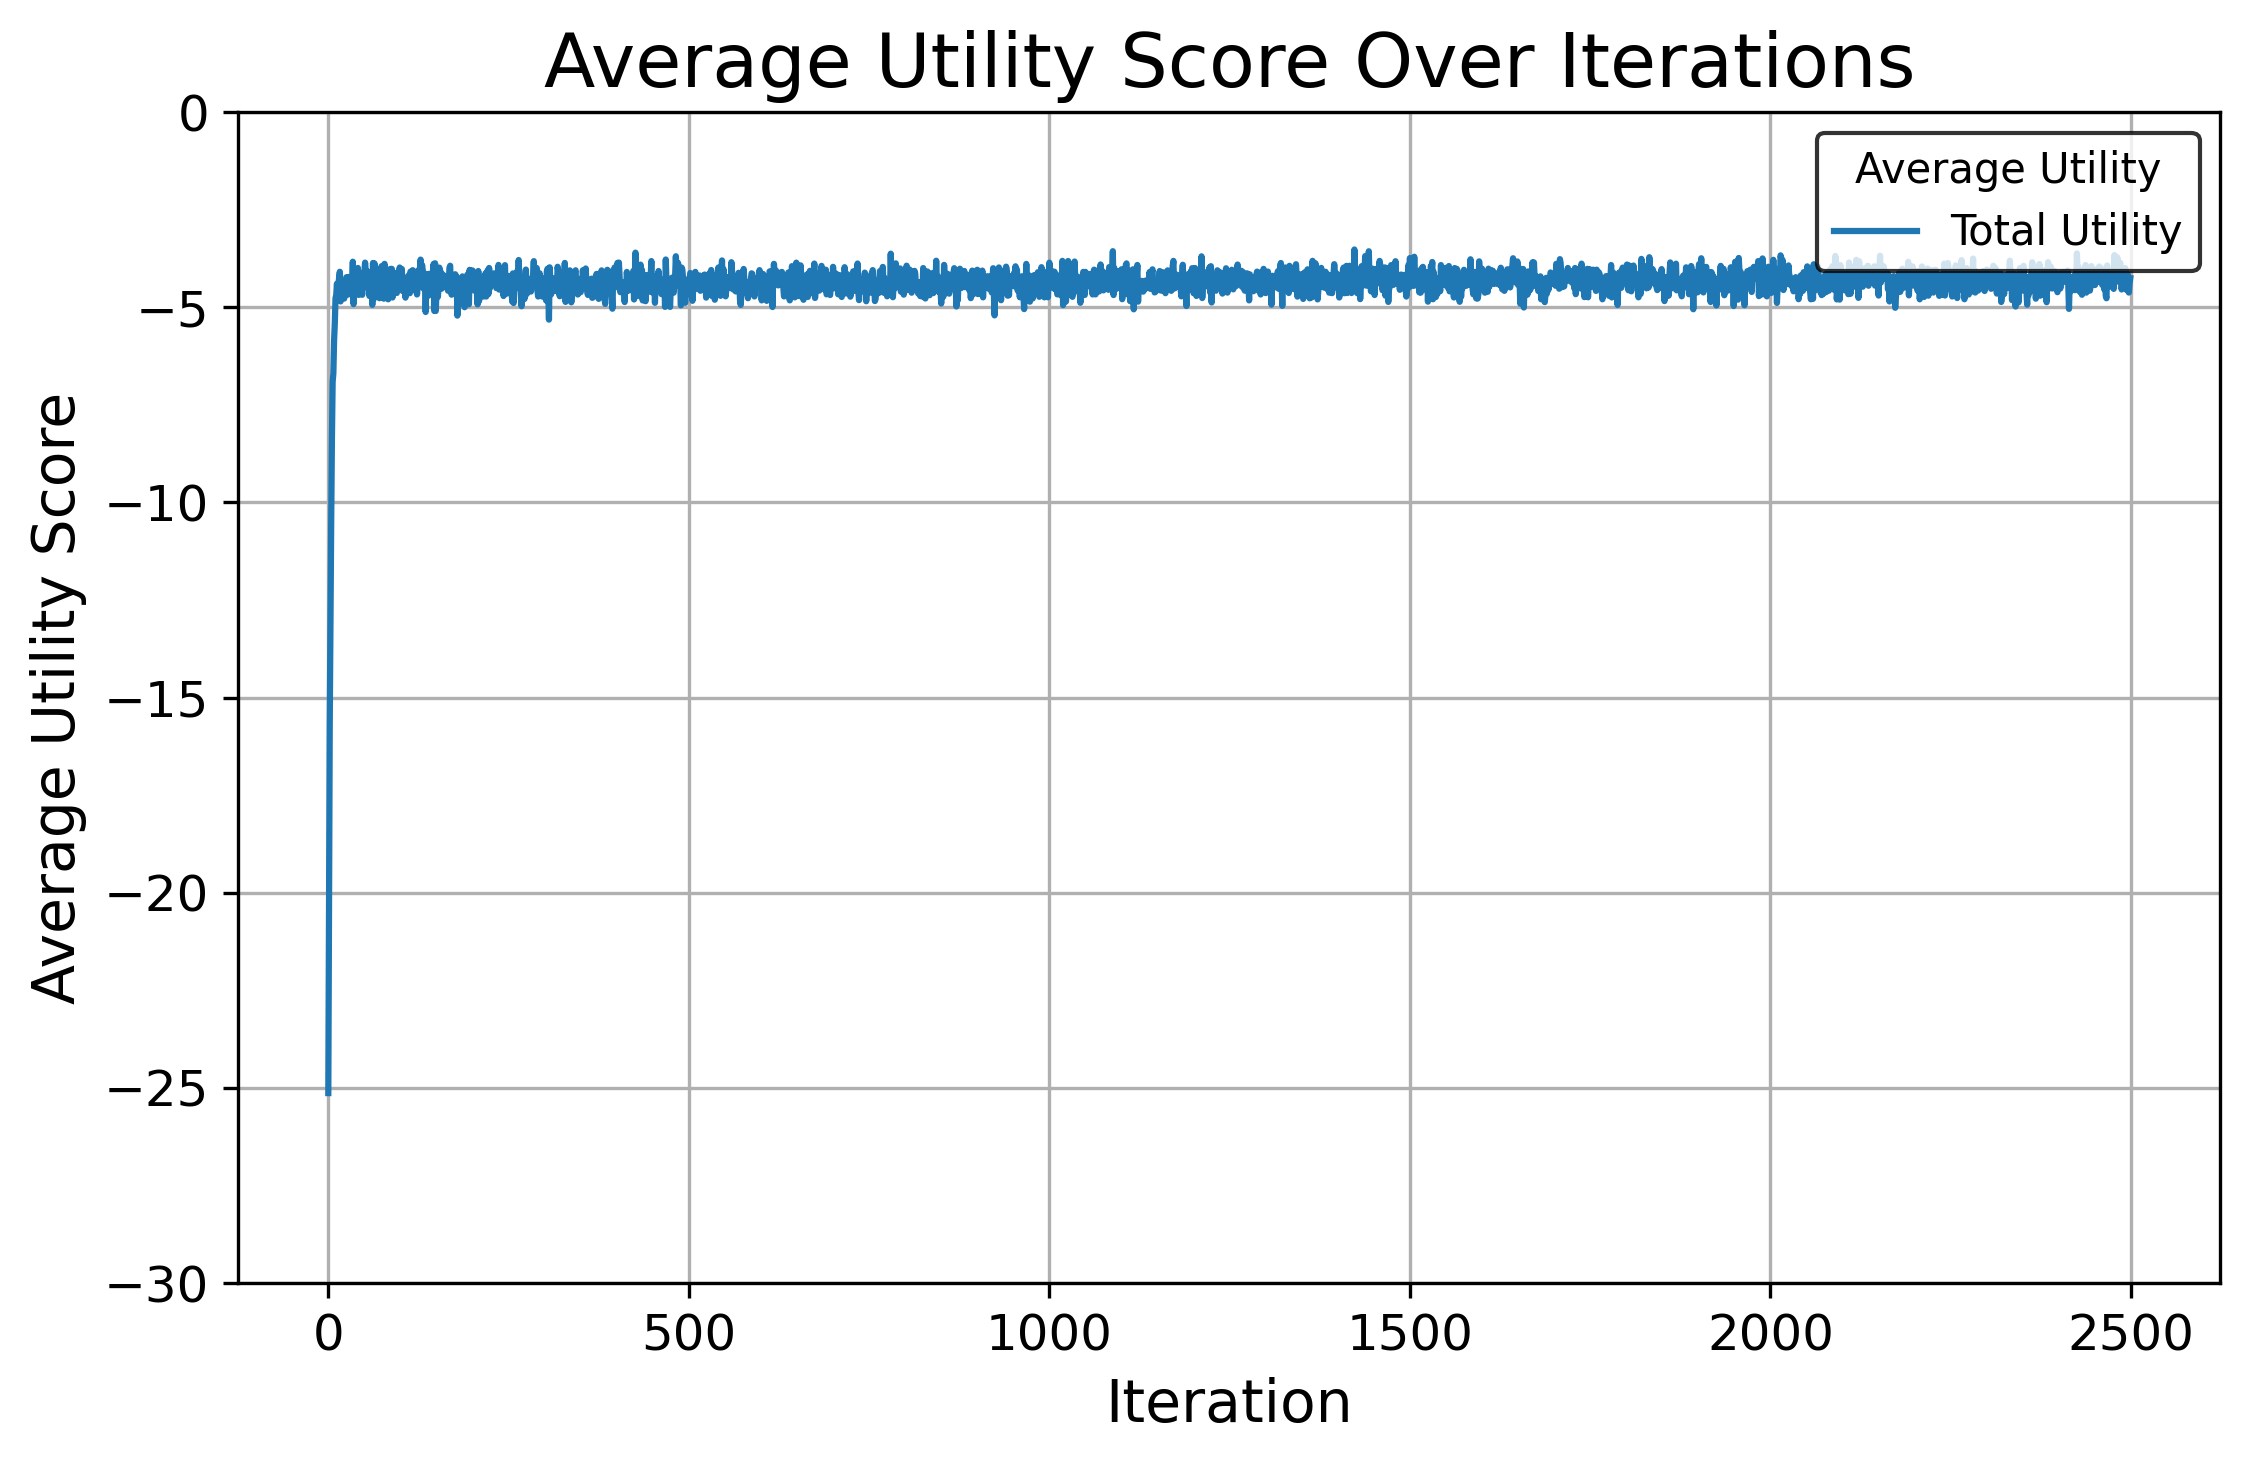 Average Utility Score Over Iterations
Average Utility
Total Utility
Average Utility Score
0
−5
−10
−15
−20
−25
−30
0 500 1000 1500 2000 2500
Iteration